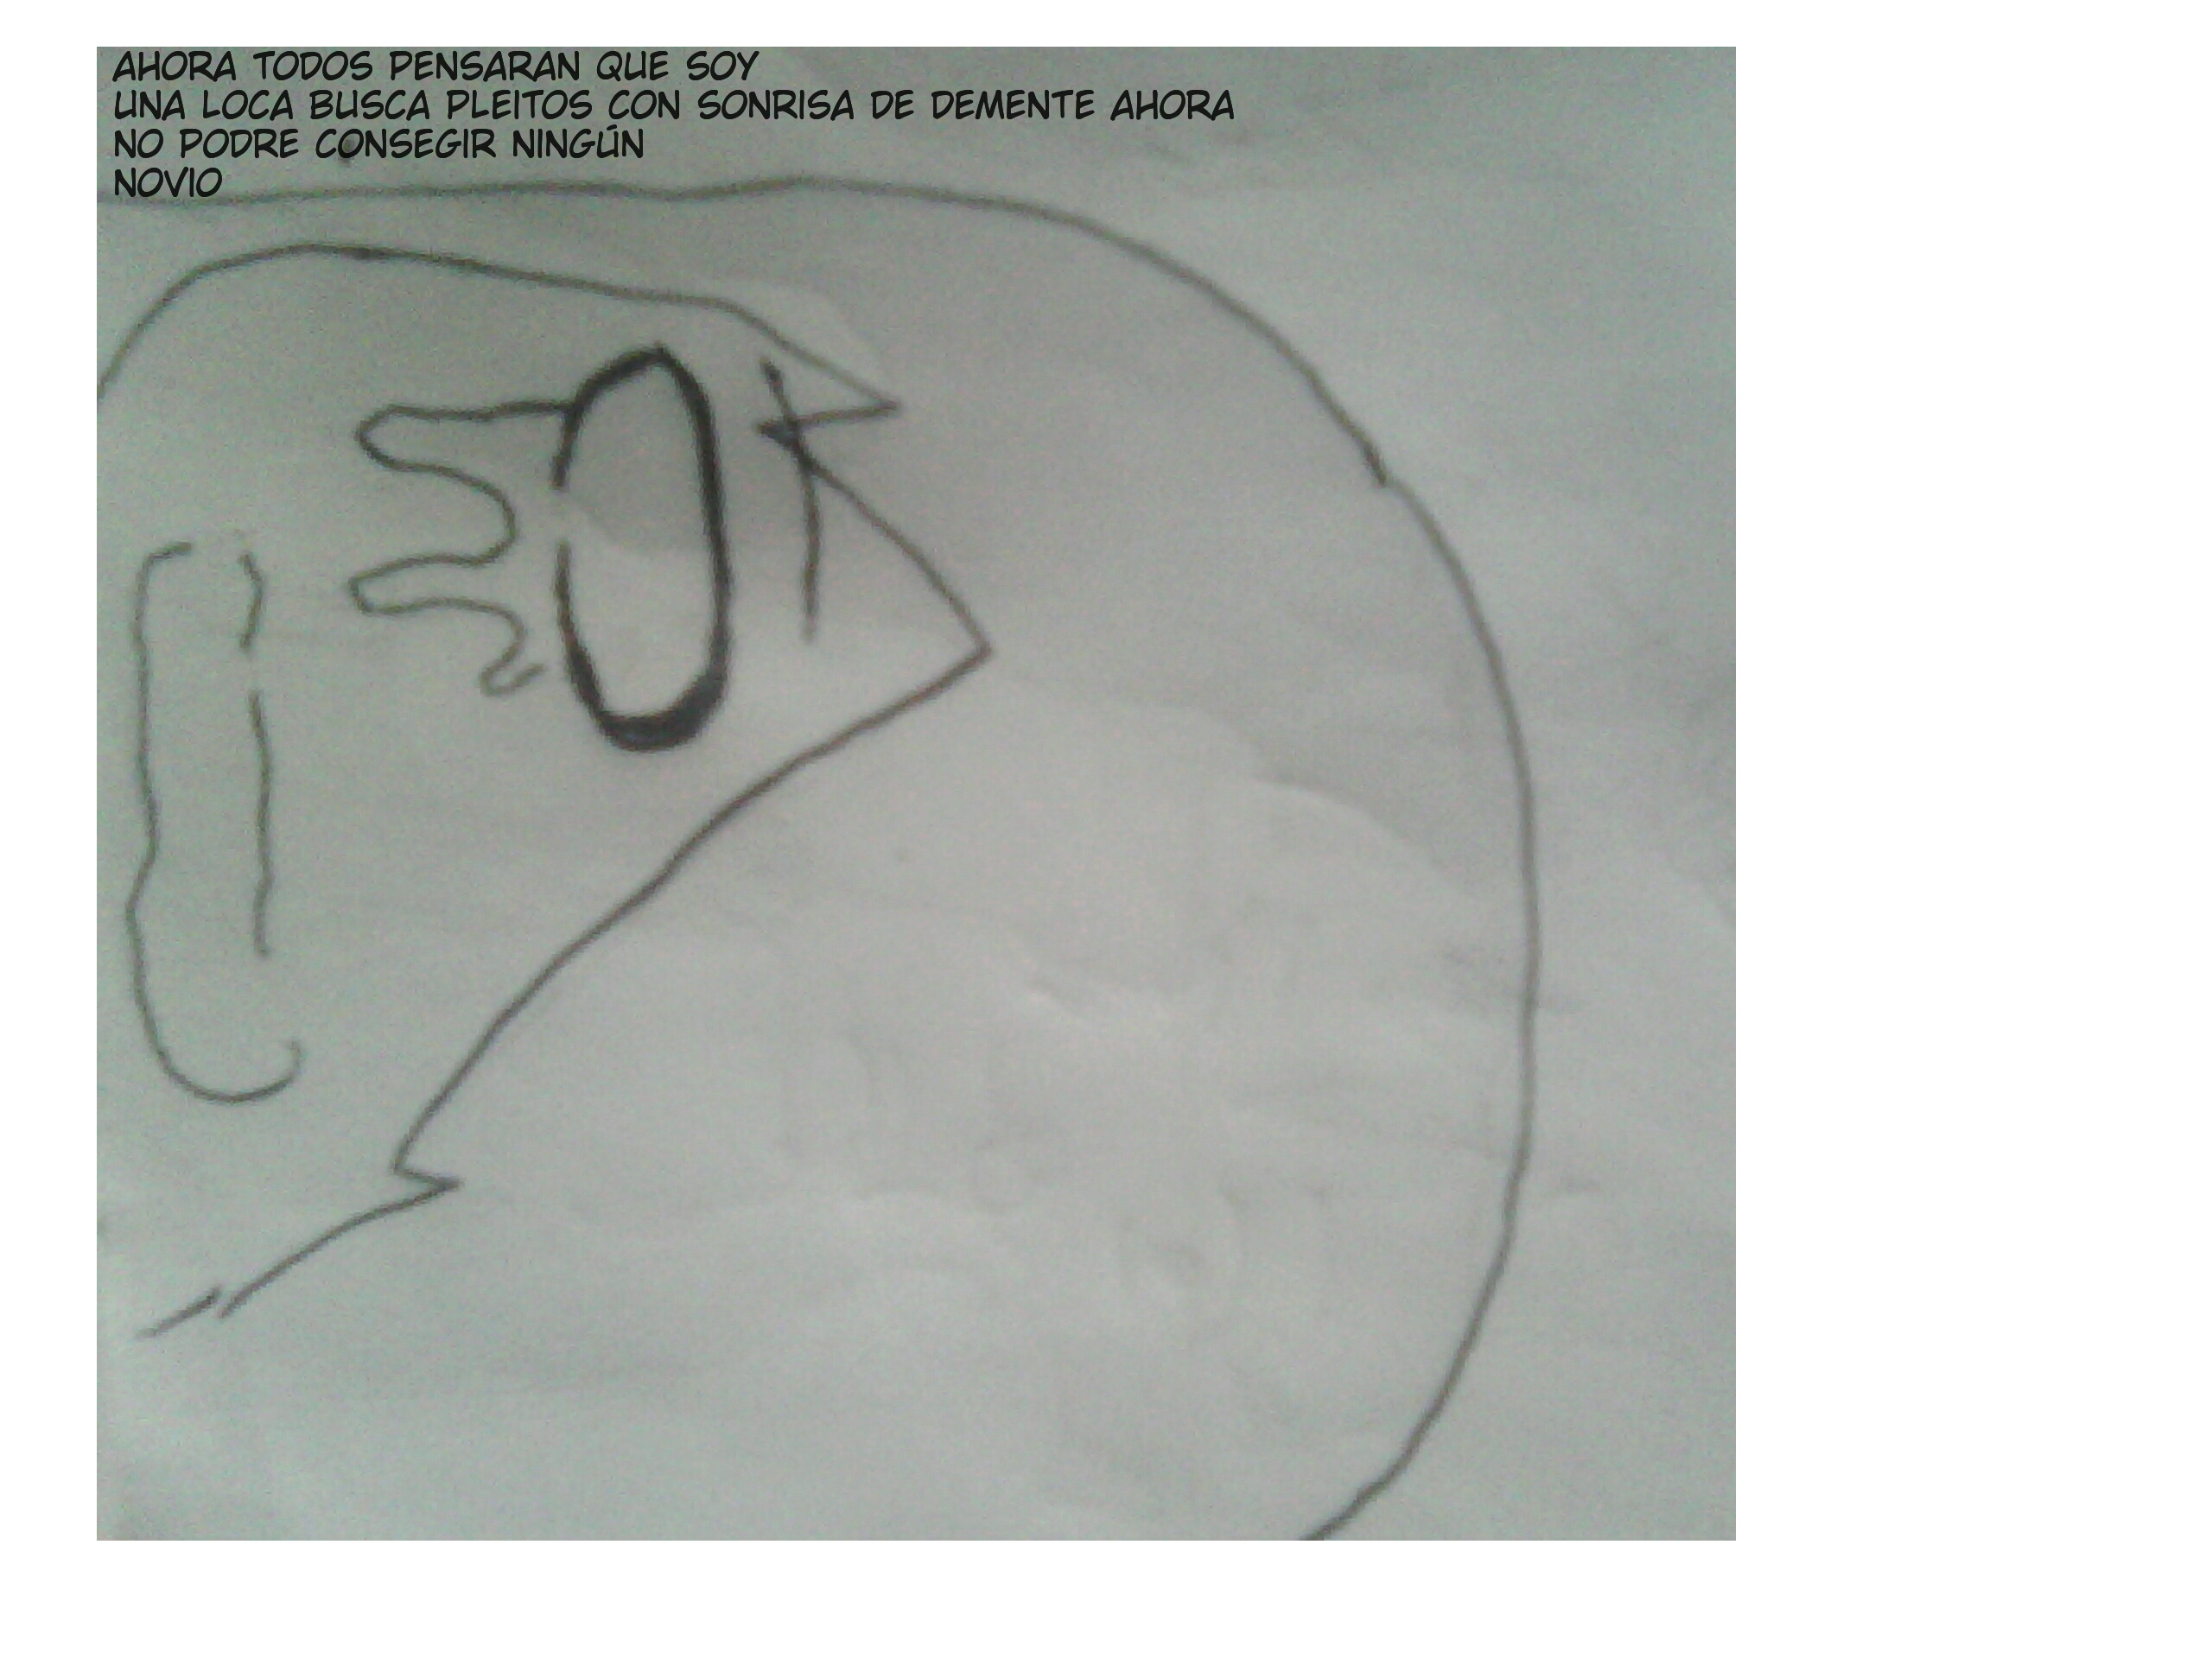 AHORA TODOS PENSARAN QUE SOY
UNA LOCA BUSCA PLEITOS CON SONRISA DE DEMENTE AHORA
NO PODRE CONSEGIR NINGÚN
NOVIO